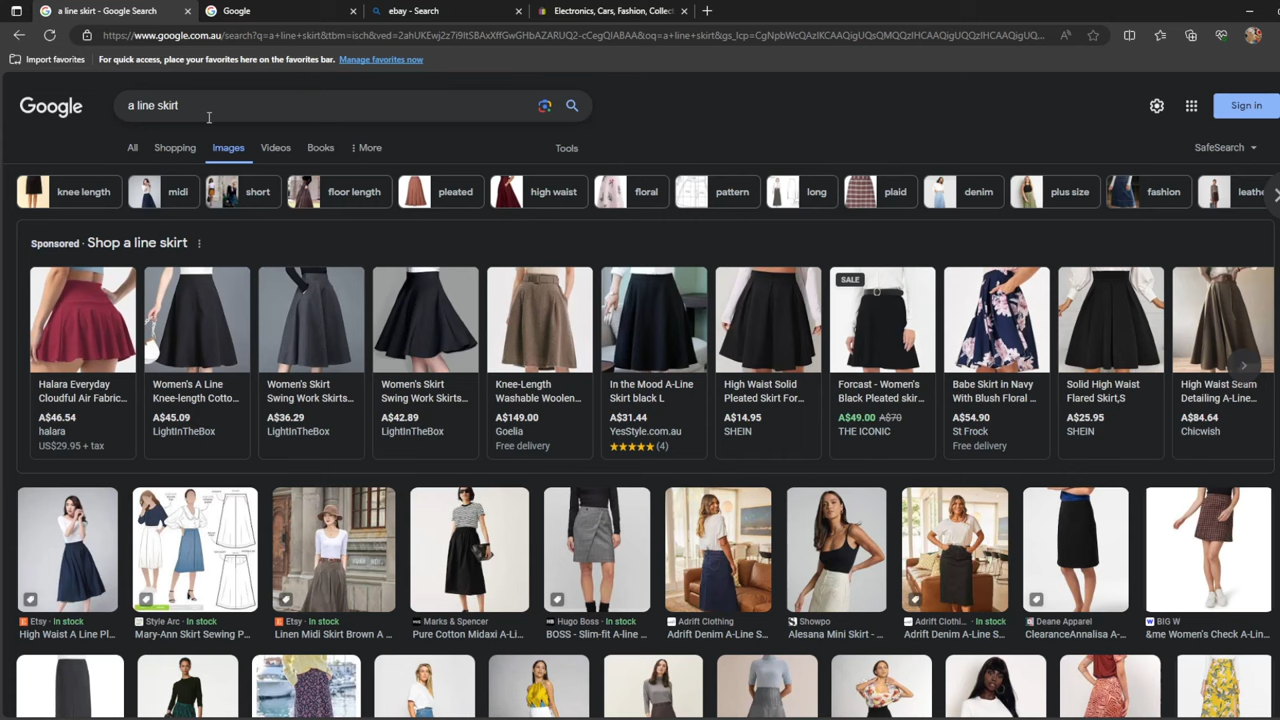 a line skirt - Google Search
Google
ebay - Search
Electronics, Cars, Fashion, Collect
https://www.google.com.au/search?q=a+line+skirt&tbm=isch&ved=2ahUKEwj2z7i9ltSBAxXffGwGHbAZARUQ2-cCegQIABAA&oq=a+line+skirt&gs_lcp=CgNpbWcQAzIKCAAQigUQsQMQQzIHCAAQigUQQzIHCAAQigUQQzIHCAAQigUQQ...
Import favorites
For quick access, place your favorites here on the favorites bar. Manage favorites now
Google
a line skirt
Sign in
All
Shopping
Images
Videos
Books
More
Tools
SafeSearch
knee length
midi
short
floor length
pleated
high waist
floral
pattern
long
plaid
denim
plus size
fashion
leathe
Sponsored · Shop a line skirt
SALE
Halara Everyday
Cloudful Air Fabric...
A$46.54
halara
US$29.95 + tax
Women's A Line
Knee-length Cotto...
A$45.09
LightInTheBox
Women's Skirt
Swing Work Skirts...
A$36.29
LightInTheBox
Women's Skirt
Swing Work Skirts...
A$42.89
LightInTheBox
Knee-Length
Washable Woolen...
A$149.00
Goelia
Free delivery
In the Mood A-Line
Skirt black L
A$31.44
YesStyle.com.au
(4)
High Waist Solid
Pleated Skirt For...
A$14.95
SHEIN
Forcast - Women's
Black Pleated skir...
A$49.00 A$70
THE ICONIC
Babe Skirt in Navy
With Blush Floral ...
A$54.90
St Frock
Free delivery
Solid High Waist
Flared Skirt,S
A$25.95
SHEIN
High Waist Seam
Detailing A-Line...
A$84.64
Chicwish
Etsy · In stock
High Waist A Line Pl...
Style Arc · In stock
Mary-Ann Skirt Sewing P...
Etsy · In stock
Linen Midi Skirt Brown A ...
Marks & Spencer
Pure Cotton Midaxi A-Li...
Hugo Boss · In stock
BOSS - Slim-fit A-line ...
Adrift Clothing
Adrift Denim A-Line S...
Showpo
Alesana Mini Skirt - ...
Adrift Clothi... · In stock
Adrift Denim A-Line S...
Deane Apparel
ClearanceAnnalisa A-...
BIG W
&me Women's Check A-Lin...